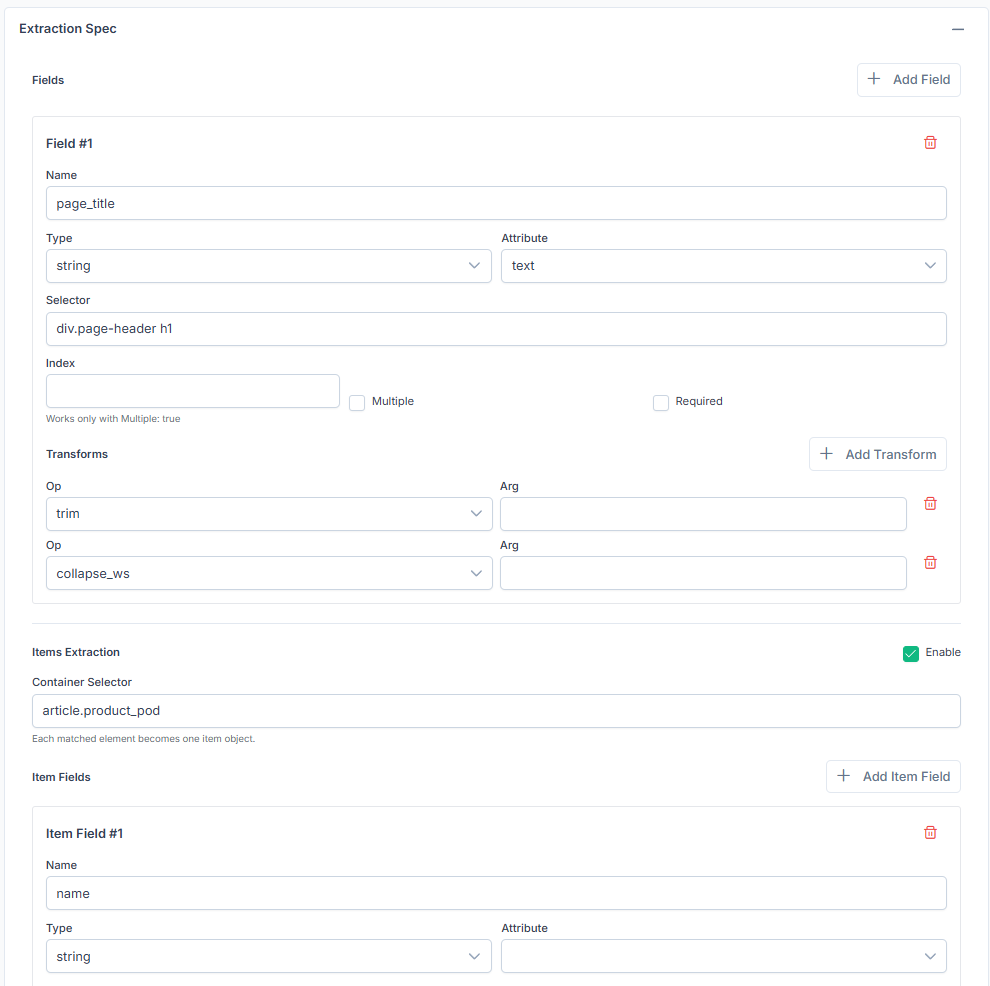 Extraction Spec
Fields
Add Field
Field #1
Name
page_title
Type Attribute
string text
Selector
div.page-header h1
Index
Multiple Required
Works only with Multiple: true
Transforms
Add Transform
Op Arg
trim
Op Arg
collapse_ws
Items Extraction
Enable
Container Selector
article.product_pod
Each matched element becomes one item object.
Item Fields
Add Item Field
Item Field #1
Name
name
Type Attribute
string